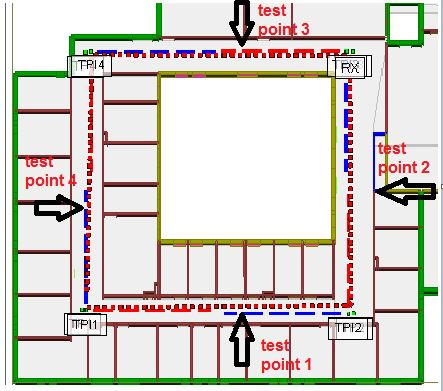 test
point 3
TPI4
RX
test
point 2
test
point 4
TPI1
TPI2
test
point 1